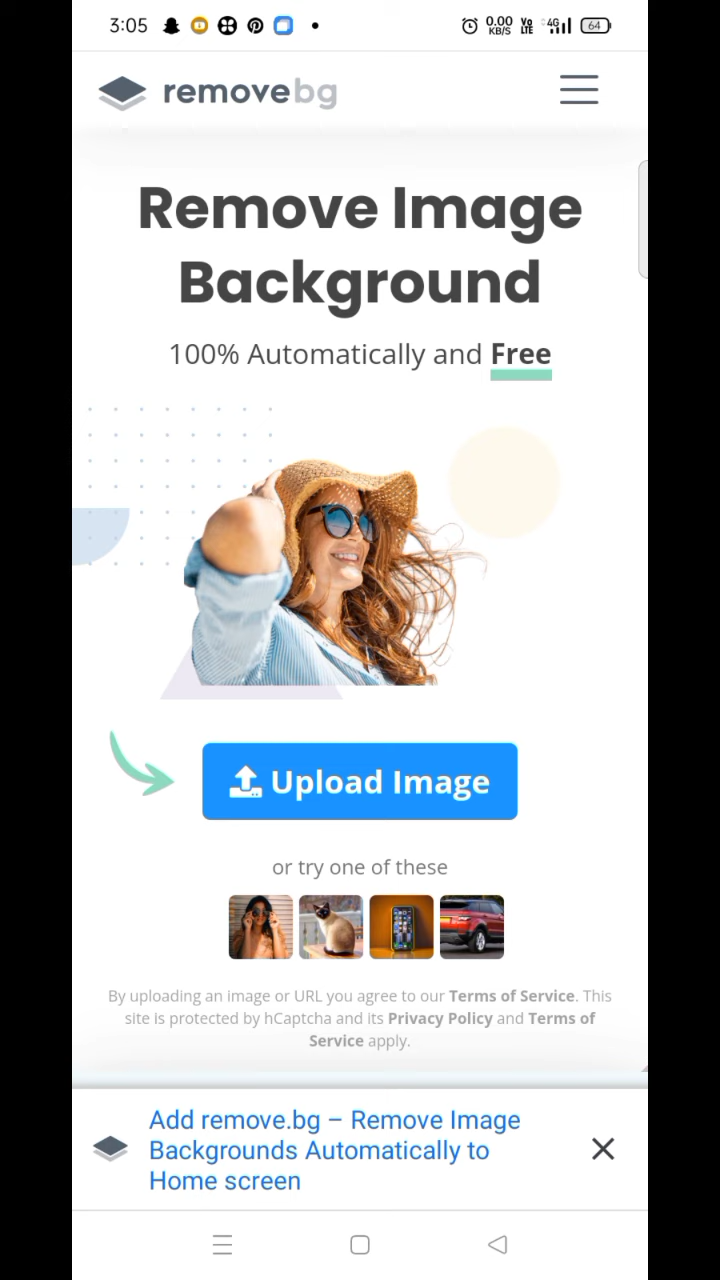 3:05 0.00 KB/S Vo LTE 4G 64
removebg
Remove Image
Background
100% Automatically and Free
Upload Image
or try one of these
By uploading an image or URL you agree to our Terms of Service. This
site is protected by hCaptcha and its Privacy Policy and Terms of
Service apply.
Add remove.bg – Remove Image
Backgrounds Automatically to
Home screen